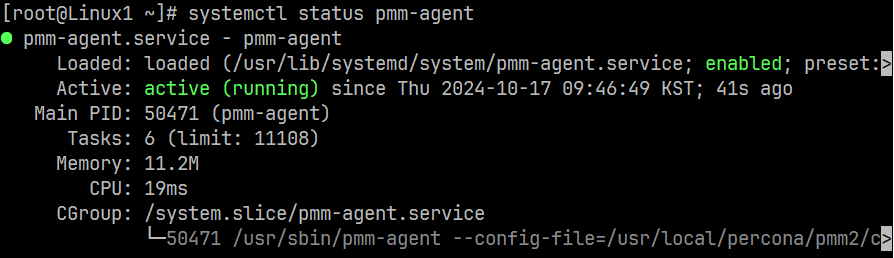 [root@Linux1 ~]# systemctl status pmm-agent
● pmm-agent.service - pmm-agent
     Loaded: loaded (/usr/lib/systemd/system/pmm-agent.service; enabled; preset:>
     Active: active (running) since Thu 2024-10-17 09:46:49 KST; 41s ago
   Main PID: 50471 (pmm-agent)
      Tasks: 6 (limit: 11108)
     Memory: 11.2M
        CPU: 19ms
     CGroup: /system.slice/pmm-agent.service
             └─50471 /usr/sbin/pmm-agent --config-file=/usr/local/percona/pmm2/c>